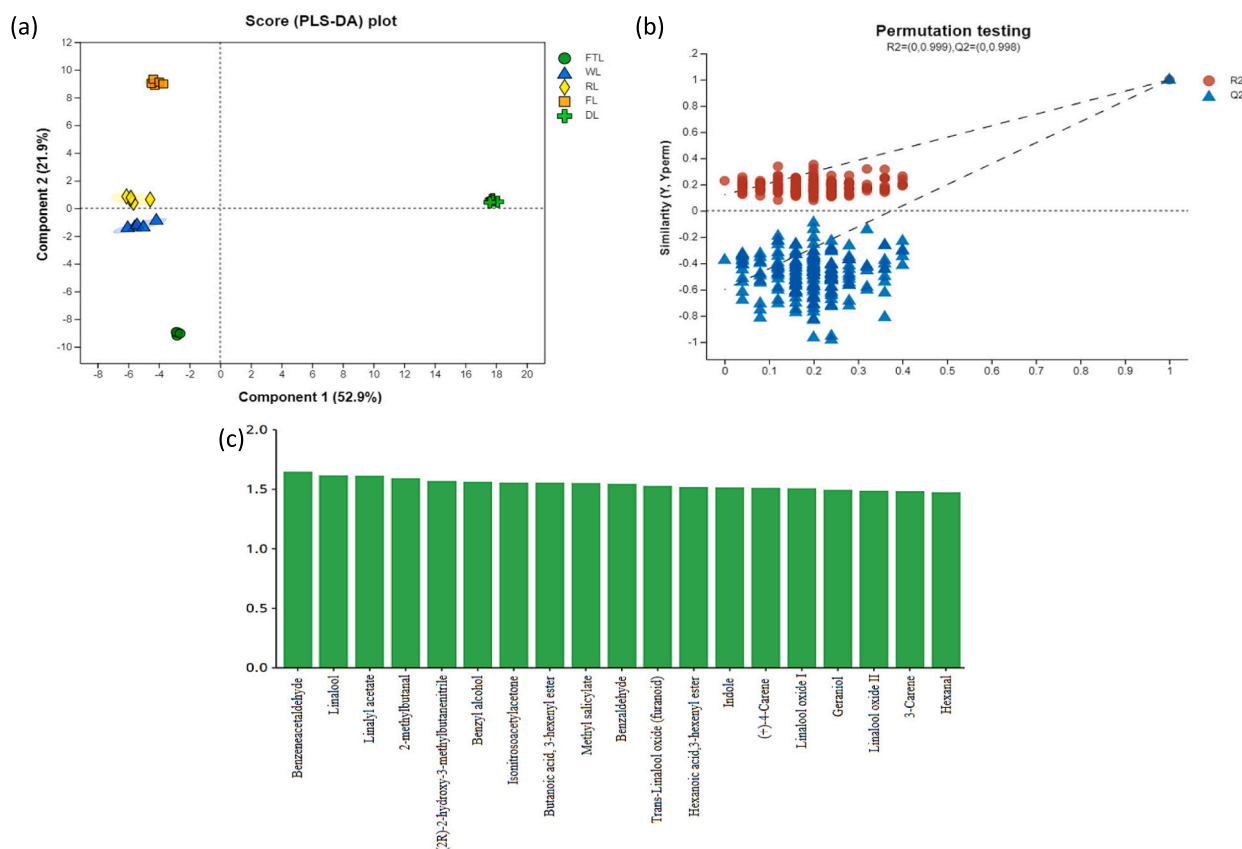 (a)
Score (PLS-DA) plot
12
10
8
6
4
2
0
-2
-4
-6
-8
-10
Component 2 (21.9%)
-8 -6 -4 -2 0 2 4 6 8 10 12 14 16 18 20
Component 1 (52.9%)
FTL
WL
RL
FL
DL
(b)
Permutation testing
R2=(0,0.999),Q2=(0,0.998)
.2
1
0.8
0.6
0.4
0.2
0
-0.2
-0.4
-0.6
-0.8
-1
Similarity (Y, Yperm)
0 0.1 0.2 0.3 0.4 0.5 0.6 0.7 0.8 0.9 1
R2
Q2
(c)
2.0
1.5
1.0
0.5
0.0
Benzeneacetaldehyde
Linalool
Linalyl acetate
2-methylbutanal
(2R)-2-hydroxy-3-methylbutanenitrile
Benzyl alcohol
Isonitrosoacetylacetone
Butanoic acid, 3-hexenyl ester
Methyl salicylate
Benzaldehyde
Trans-Linalool oxide (furanoid)
Hexanoic acid,3-hexenyl ester
Indole
(+)-4-Carene
Linalool oxide I
Geraniol
Linalool oxide II
3-Carene
Hexanal